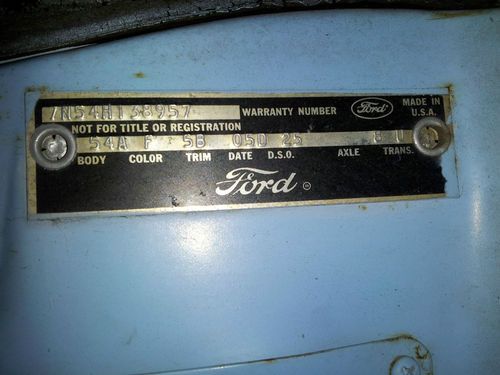 7N54H138957 WARRANTY NUMBER Ford MADE IN U.S.A.
NOT FOR TITLE OR REGISTRATION
54A F 5B 05D 25 8 U
BODY COLOR TRIM DATE D.S.O. AXLE TRANS.
Ford ®